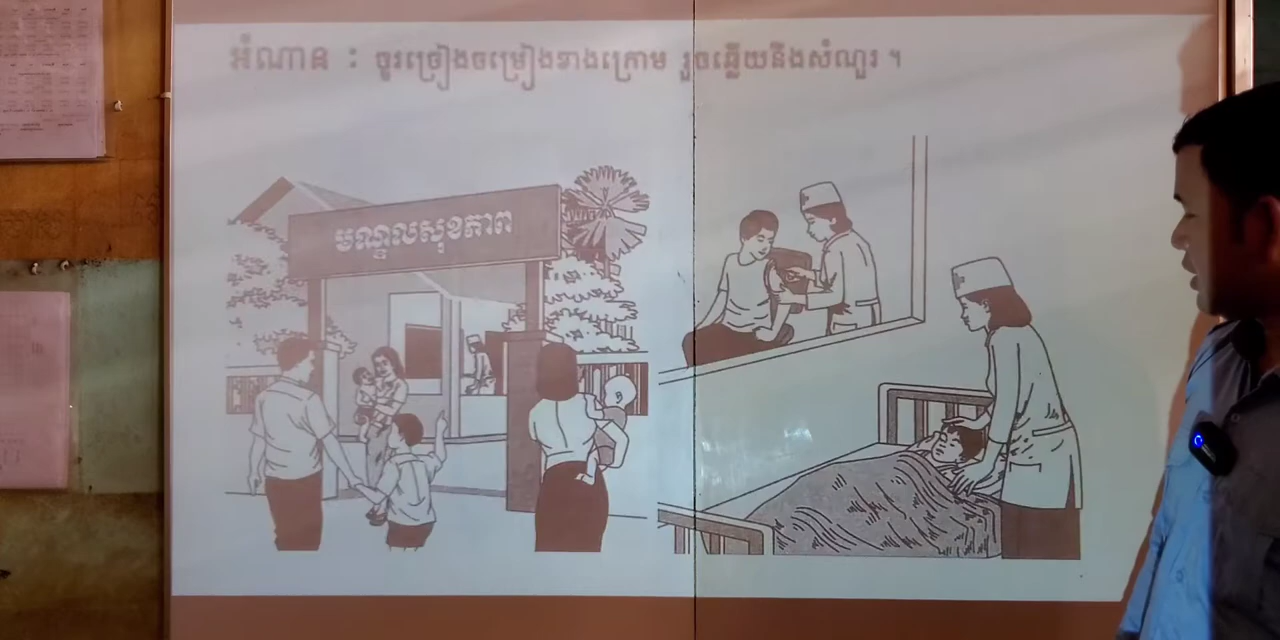 អំណាន ៖ ចូរច្រៀងចម្រៀងខាងក្រោម រួចឆ្លើយនឹងសំណួរ ។
មណ្ឌលសុខភាព